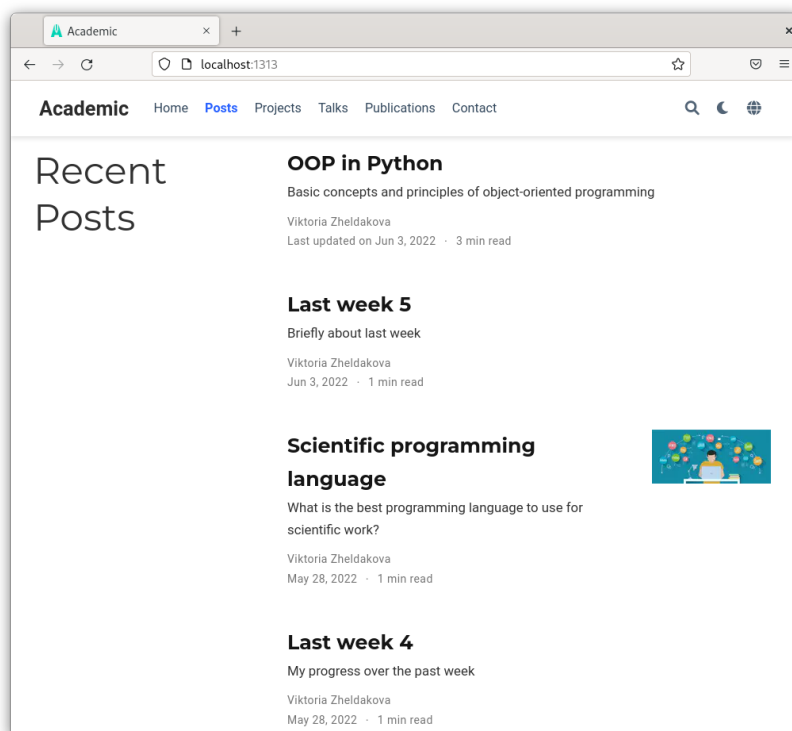 Academic
localhost:1313
Academic Home Posts Projects Talks Publications Contact
Recent
Posts
OOP in Python
Basic concepts and principles of object-oriented programming
Viktoria Zheldakova
Last updated on Jun 3, 2022 · 3 min read
Last week 5
Briefly about last week
Viktoria Zheldakova
Jun 3, 2022 · 1 min read
Scientific programming
language
What is the best programming language to use for
scientific work?
Viktoria Zheldakova
May 28, 2022 · 1 min read
Last week 4
My progress over the past week
Viktoria Zheldakova
May 28, 2022 · 1 min read